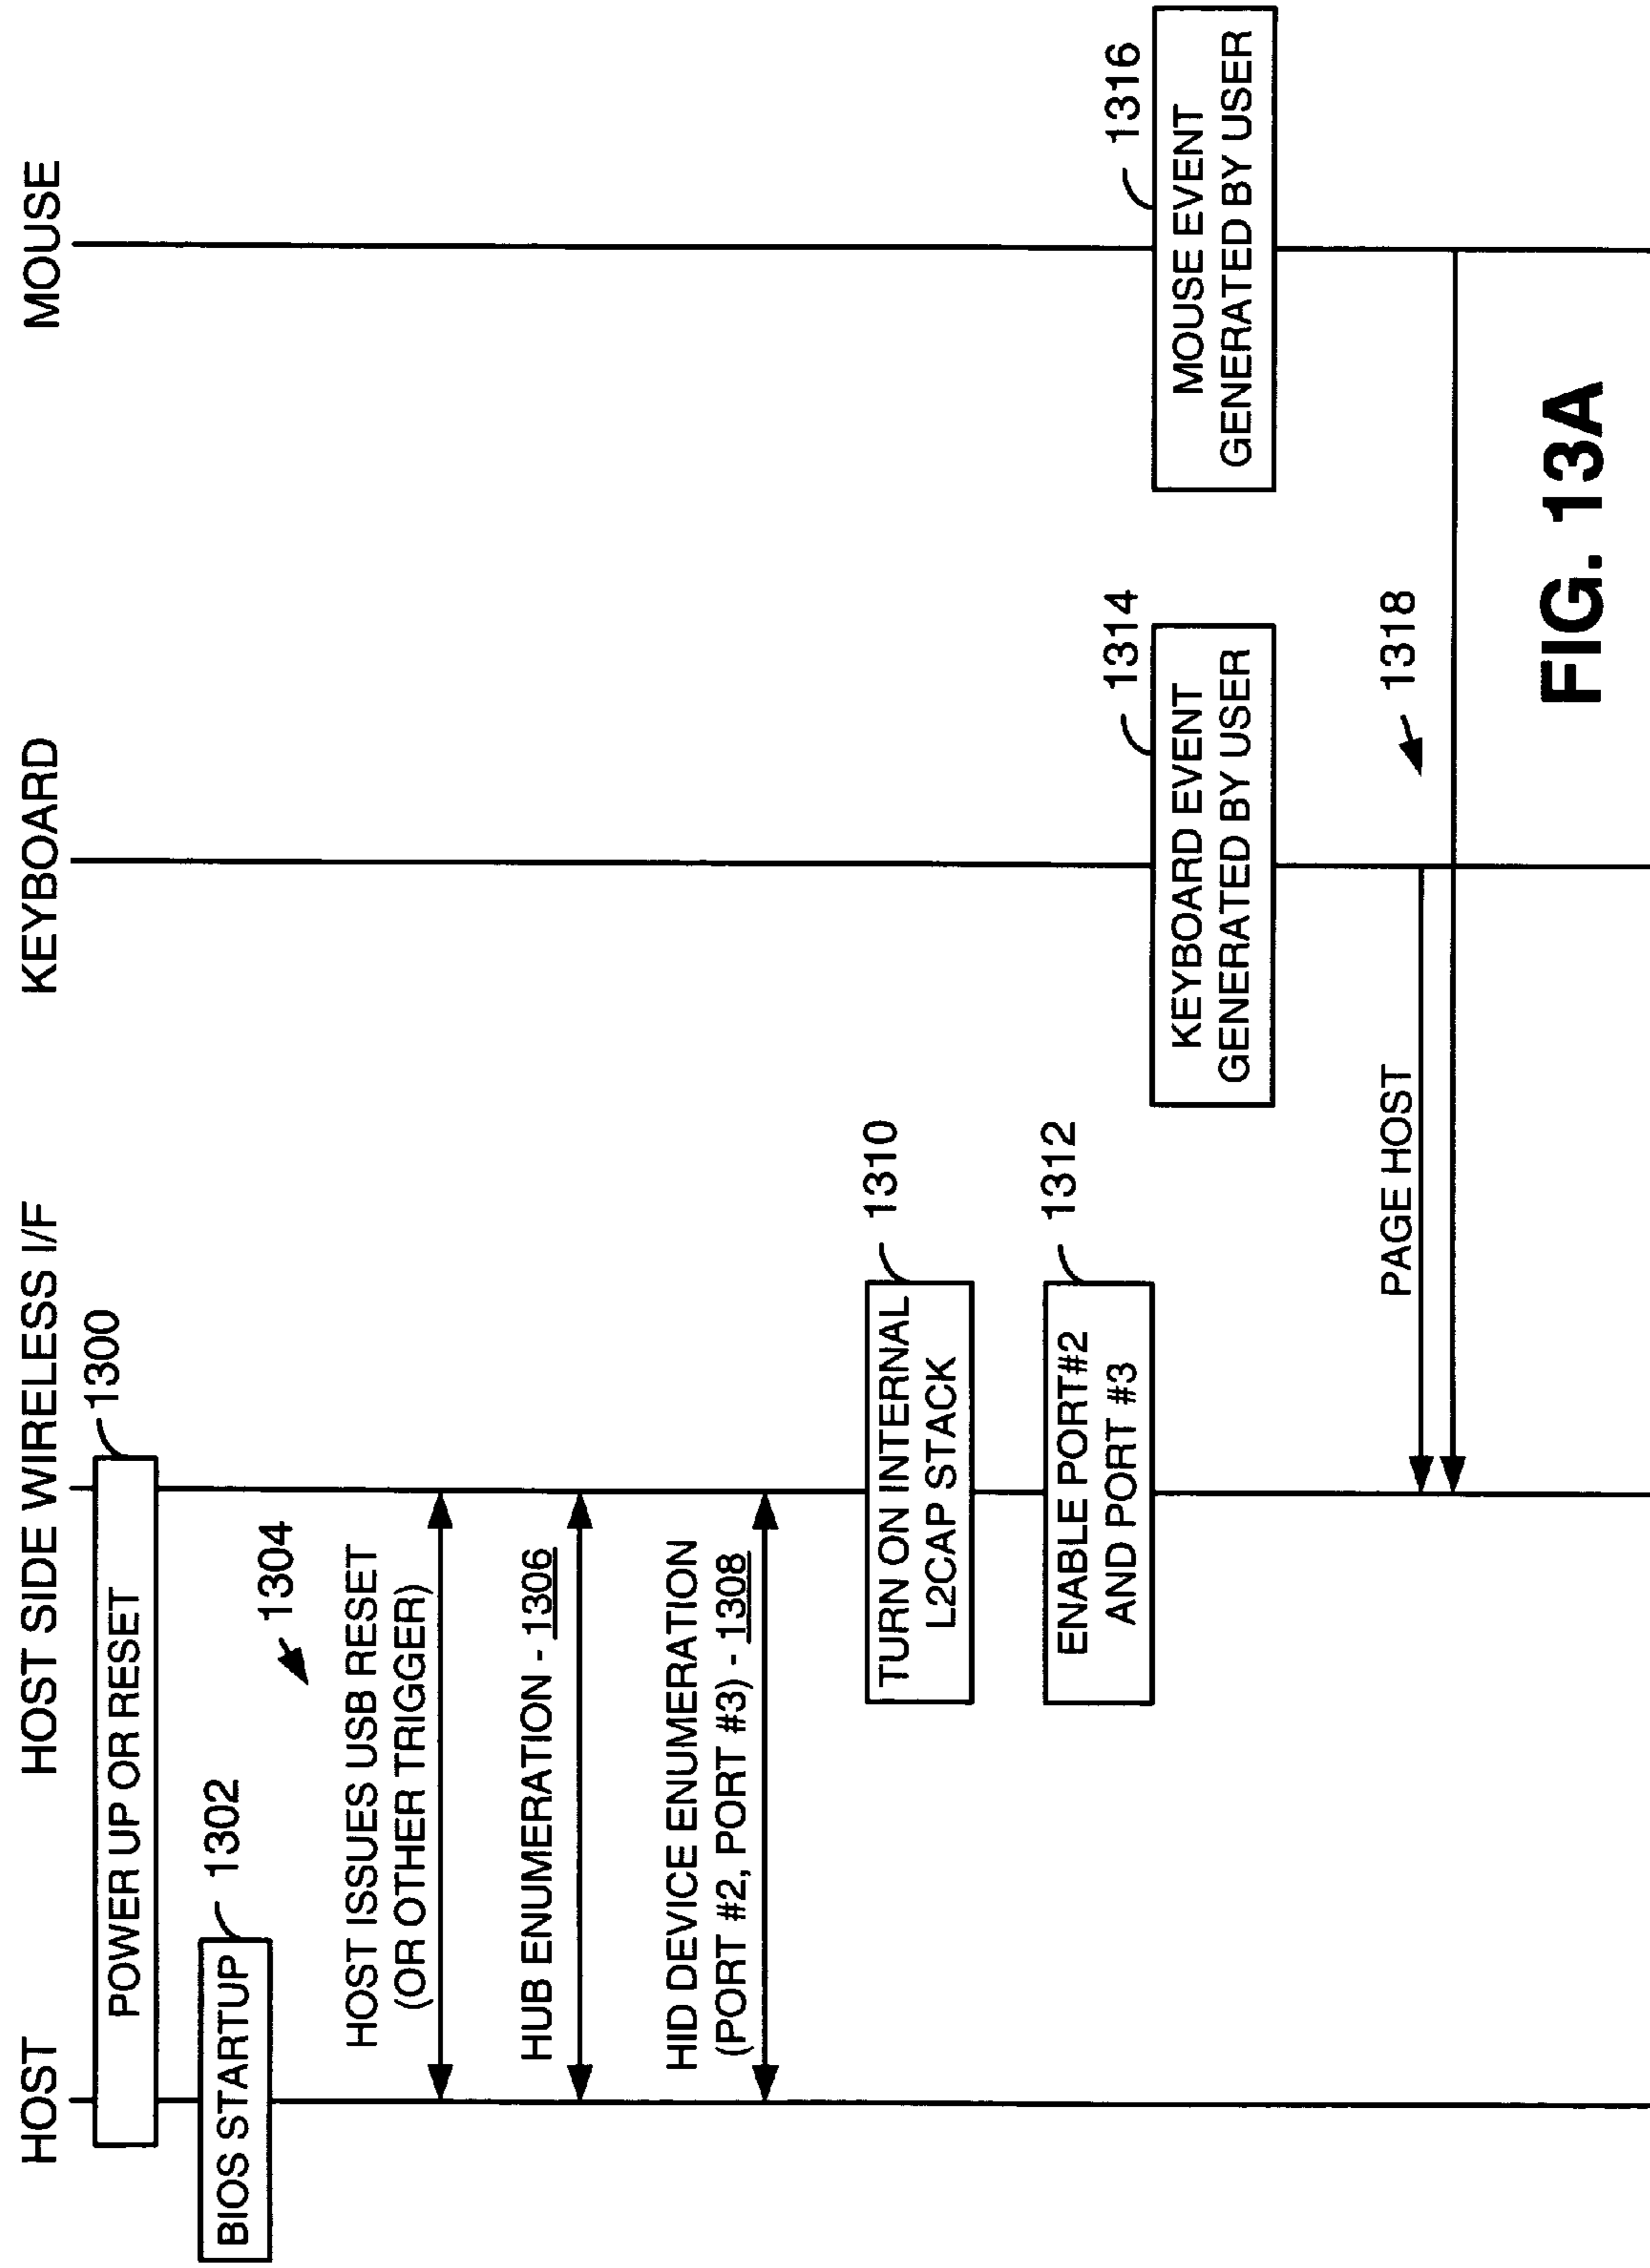 HOST
HOST SIDE WIRELESS I/F
KEYBOARD
MOUSE
POWER UP OR RESET
1300
BIOS STARTUP
1302
1304
HOST ISSUES USB RESET
(OR OTHER TRIGGER)
HUB ENUMERATION - 1306
HID DEVICE ENUMERATION
(PORT #2, PORT #3) - 1308
TURN ON INTERNAL
L2CAP STACK
1310
ENABLE PORT#2
AND PORT #3
1312
KEYBOARD EVENT
GENERATED BY USER
1314
MOUSE EVENT
GENERATED BY USER
1316
PAGE HOST
1318
FIG. 13A